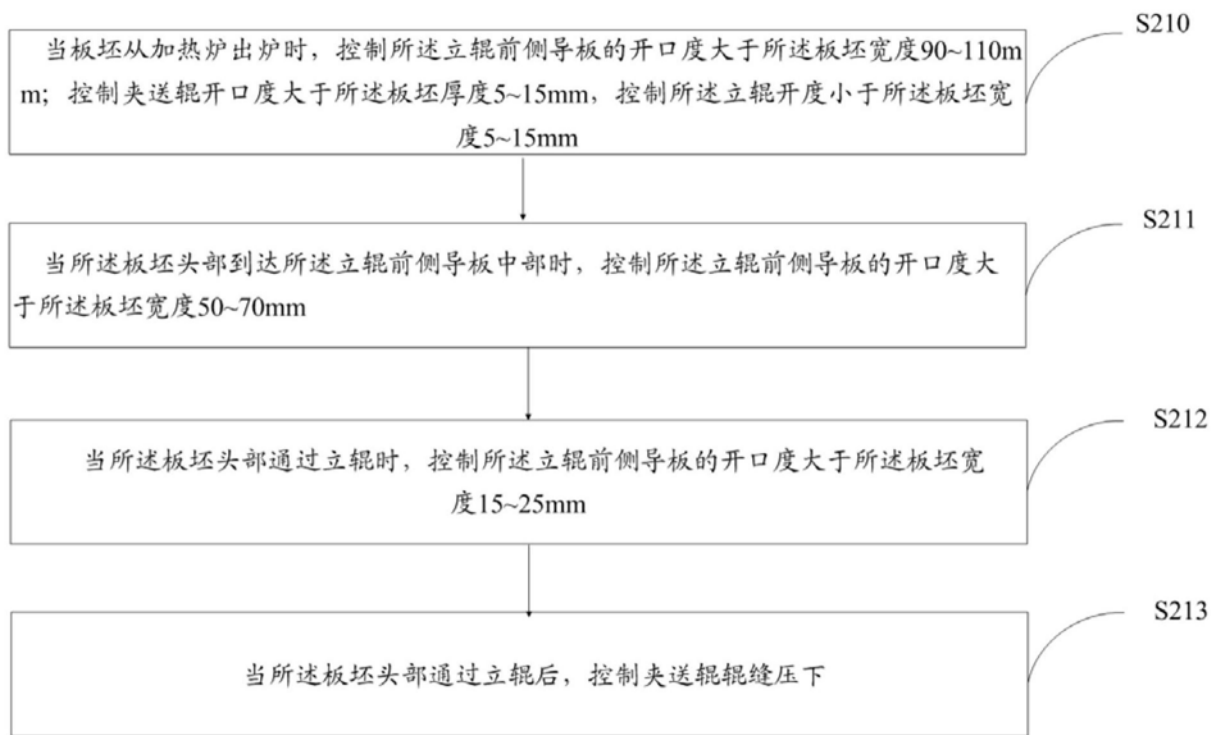 S210
当板坯从加热炉出炉时，控制所述立辊前侧导板的开口度大于所述板坯宽度90~110m
m；控制夹送辊开口度大于所述板坯厚度5~15mm，控制所述立辊开度小于所述板坯宽
度5~15mm
S211
当所述板坯头部到达所述立辊前侧导板中部时，控制所述立辊前侧导板的开口度大
于所述板坯宽度50~70mm
S212
当所述板坯头部通过立辊时，控制所述立辊前侧导板的开口度大于所述板坯宽
度15~25mm
S213
当所述板坯头部通过立辊后，控制夹送辊辊缝压下